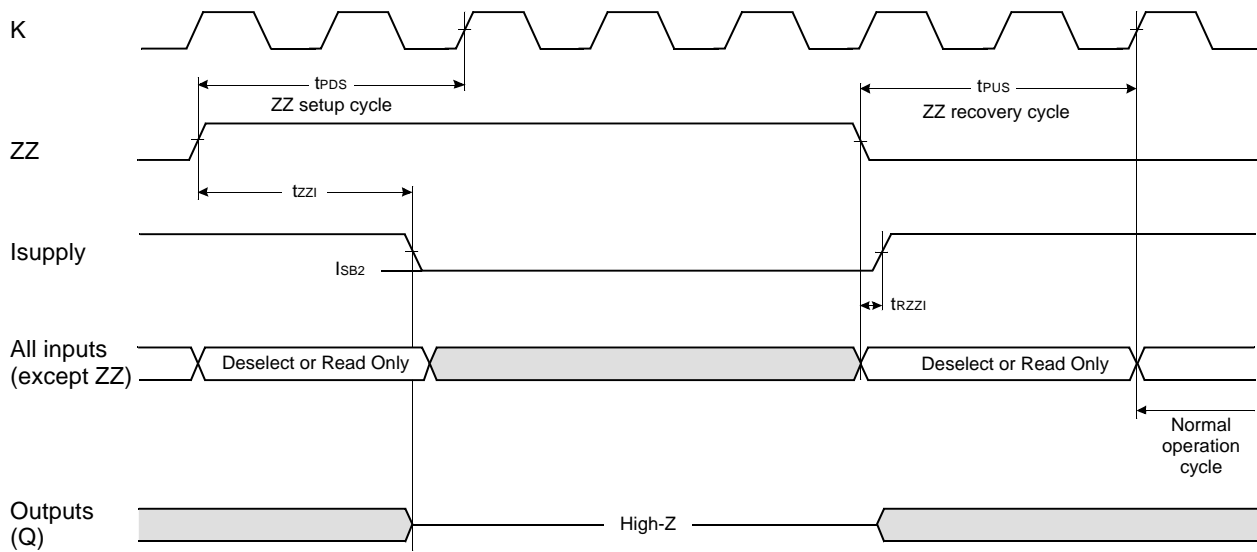 K
tPDS
ZZ setup cycle
tPUS
ZZ recovery cycle
ZZ
tZZI
Isupply
ISB2
tRZZI
All inputs
(except ZZ)
Deselect or Read Only
Deselect or Read Only
Normal
operation
cycle
Outputs
(Q)
High-Z